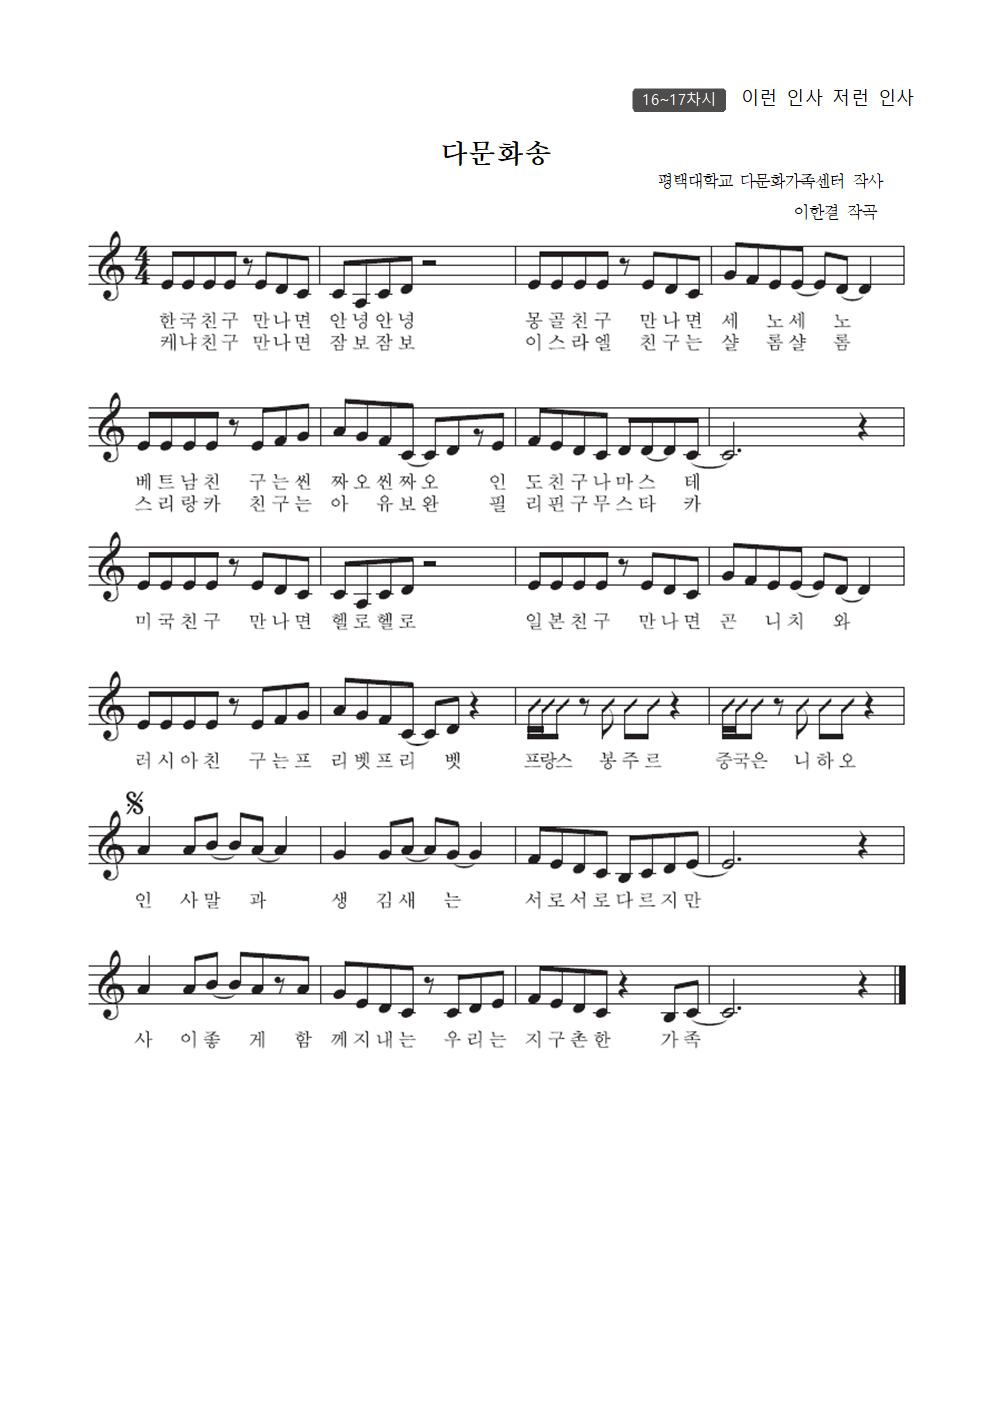 16~17차시 이런 인사 저런 인사
다문화송
평택대학교 다문화가족센터 작사
이한결 작곡
한국친구 만나면 안녕안녕 몽골친구 만나면 세 노세 노
케냐친구 만나면 잠보잠보 이스라엘 친구는 샬 롬샬 롬
베트남친 구는씬 짜오씬짜오 인 도친구나마스 테
스리랑카 친구는 아 유보완 필 리핀구무스타 카
미국친구 만나면 헬로헬로 일본친구 만나면 곤 니치 와
러시아친 구는프 리벳프리 벳 프랑스 봉주르 중국은 니하오
인 사말 과 생 김새 는 서로서로다르지만
사 이좋 게 함 께지내는 우리는 지구촌한 가족